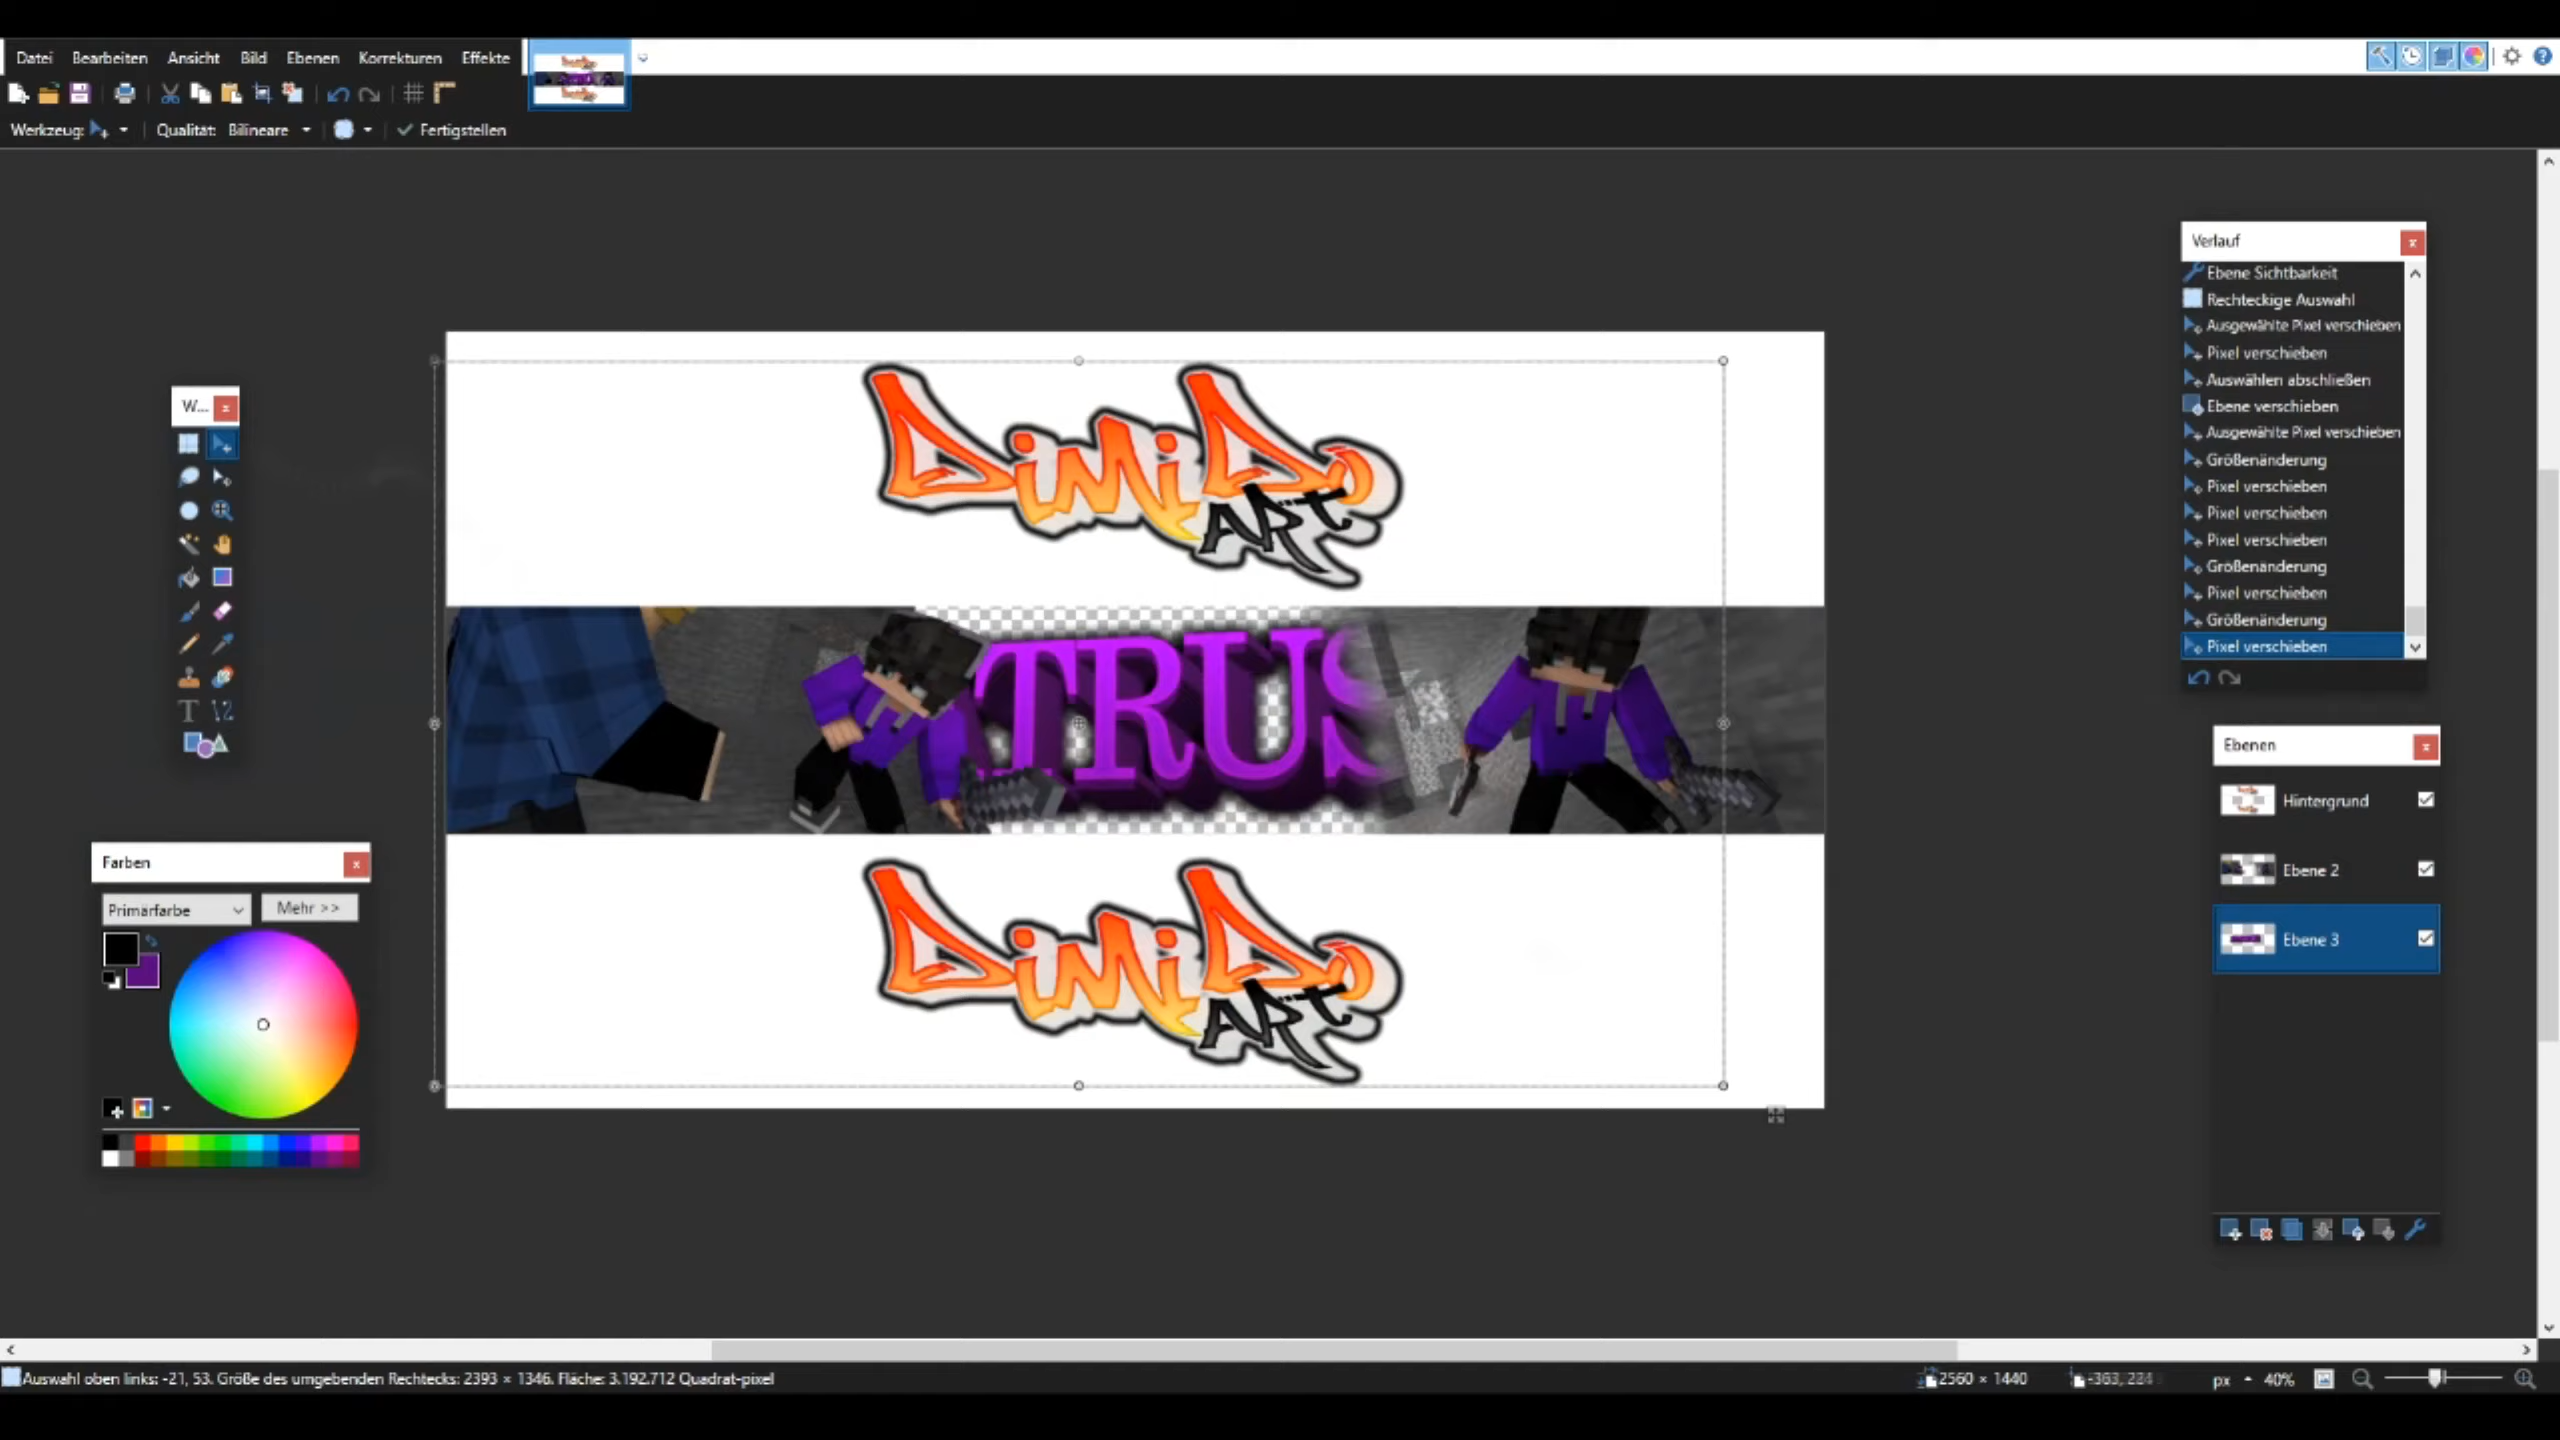 Datei Bearbeiten Ansicht Bild Ebenen Korrekturen Effekte
Werkzeug: Qualität: Bilineare Fertigstellen
Verlauf
Ebene Sichtbarkeit
Rechteckige Auswahl
Ausgewählte Pixel verschieben
Pixel verschieben
Auswählen abschließen
Ebene verschieben
Ausgewählte Pixel verschieben
Größenänderung
Pixel verschieben
Pixel verschieben
Pixel verschieben
Größenänderung
Pixel verschieben
Größenänderung
Pixel verschieben
W...
DiMiDo
ART
TRUS
DiMiDo
ART
Farben
Primärfarbe Mehr >>
Ebenen
Hintergrund
Ebene 2
Ebene 3
Auswahl oben links: -21, 53. Größe des umgebenden Rechtecks: 2393 × 1346. Fläche: 3.192.712 Quadrat-pixel 2560 × 1440 px 40%